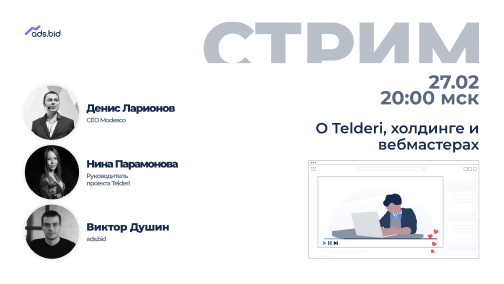 ads.bid
СТРИМ
27.02
20:00 мск
О Telderi, холдинге и
вебмастерах
Денис Ларионов
CEO Modesco
Нина Парамонова
Руководитель
проекта Telderi
Виктор Душин
ads.bid